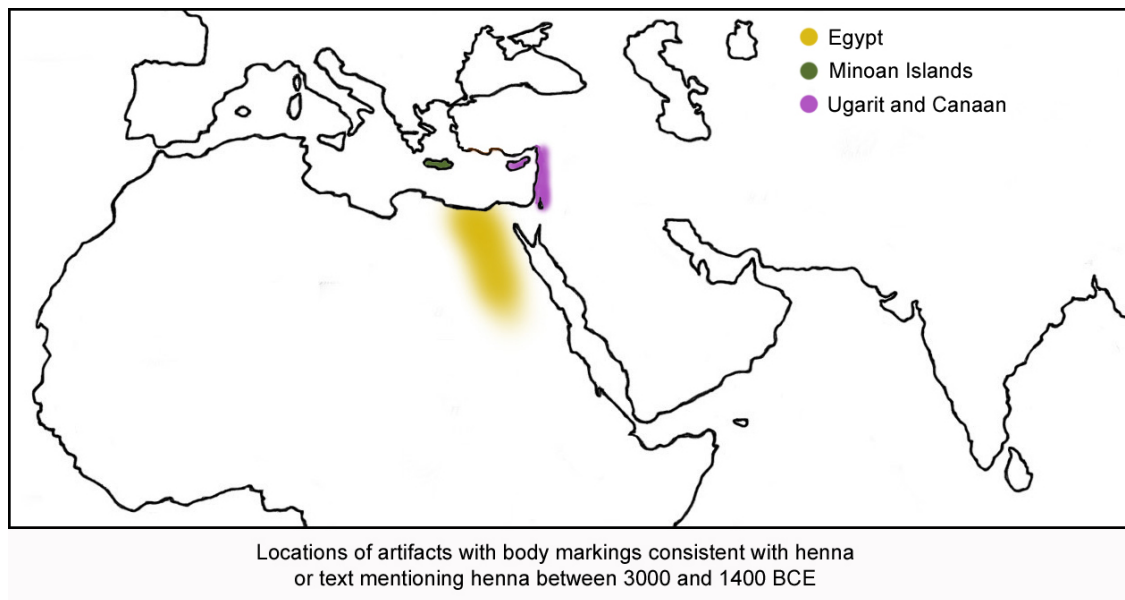 Egypt
Minoan Islands
Ugarit and Canaan
Locations of artifacts with body markings consistent with henna
or text mentioning henna between 3000 and 1400 BCE